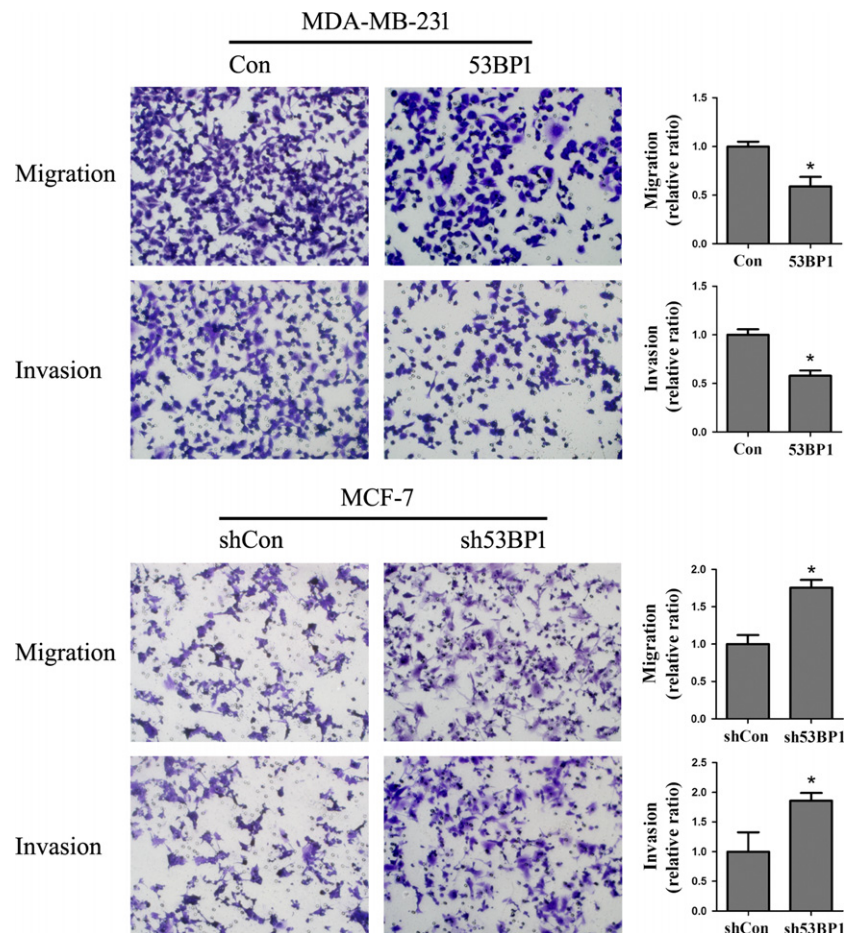 MDA-MB-231
Con 53BP1
Migration
Migration
(relative ratio)
1.5
1.0
0.5
0.0
*
Con 53BP1
Invasion
Invasion
(relative ratio)
1.5
1.0
0.5
0.0
*
Con 53BP1
MCF-7
shCon sh53BP1
Migration
Migration
(relative ratio)
2.0
1.5
1.0
0.5
0.0
*
shCon sh53BP1
Invasion
Invasion
(relative ratio)
2.5
2.0
1.5
1.0
0.5
0.0
*
shCon sh53BP1